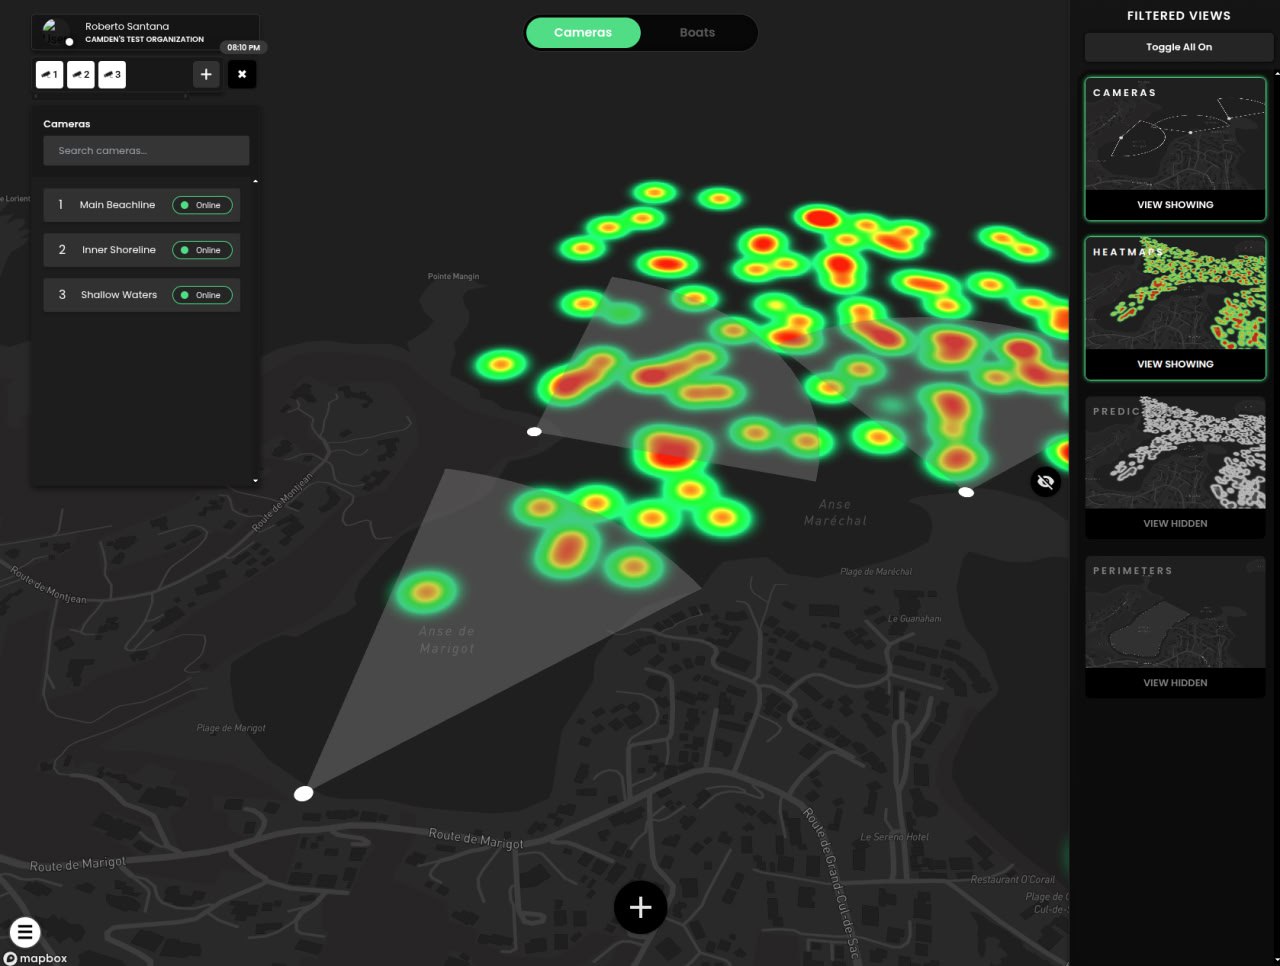 Roberto Santana
CAMDEN'S TEST ORGANIZATION
08:10 PM
1
2
3
+
✖
Cameras
Search cameras...
1 Main Beachline Online
2 Inner Shoreline Online
3 Shallow Waters Online
Cameras Boats
FILTERED VIEWS
Toggle All On
CAMERAS
VIEW SHOWING
HEATMAPS
VIEW SHOWING
PREDIC
VIEW HIDDEN
PERIMETERS
VIEW HIDDEN
e Lorient
Pointe Mangin
Route de Montjean
Route de Montjean
Anse
Maréchal
Plage de Maréchal
Le Guanahani
Anse de
Marigot
Plage de Marigot
Route de Marigot
Route de Marigot
Route de Grand-Cul-de-Sac
Le Sereno Hotel
Restaurant O'Corail
Plage de
Cul-de-
+
mapbox